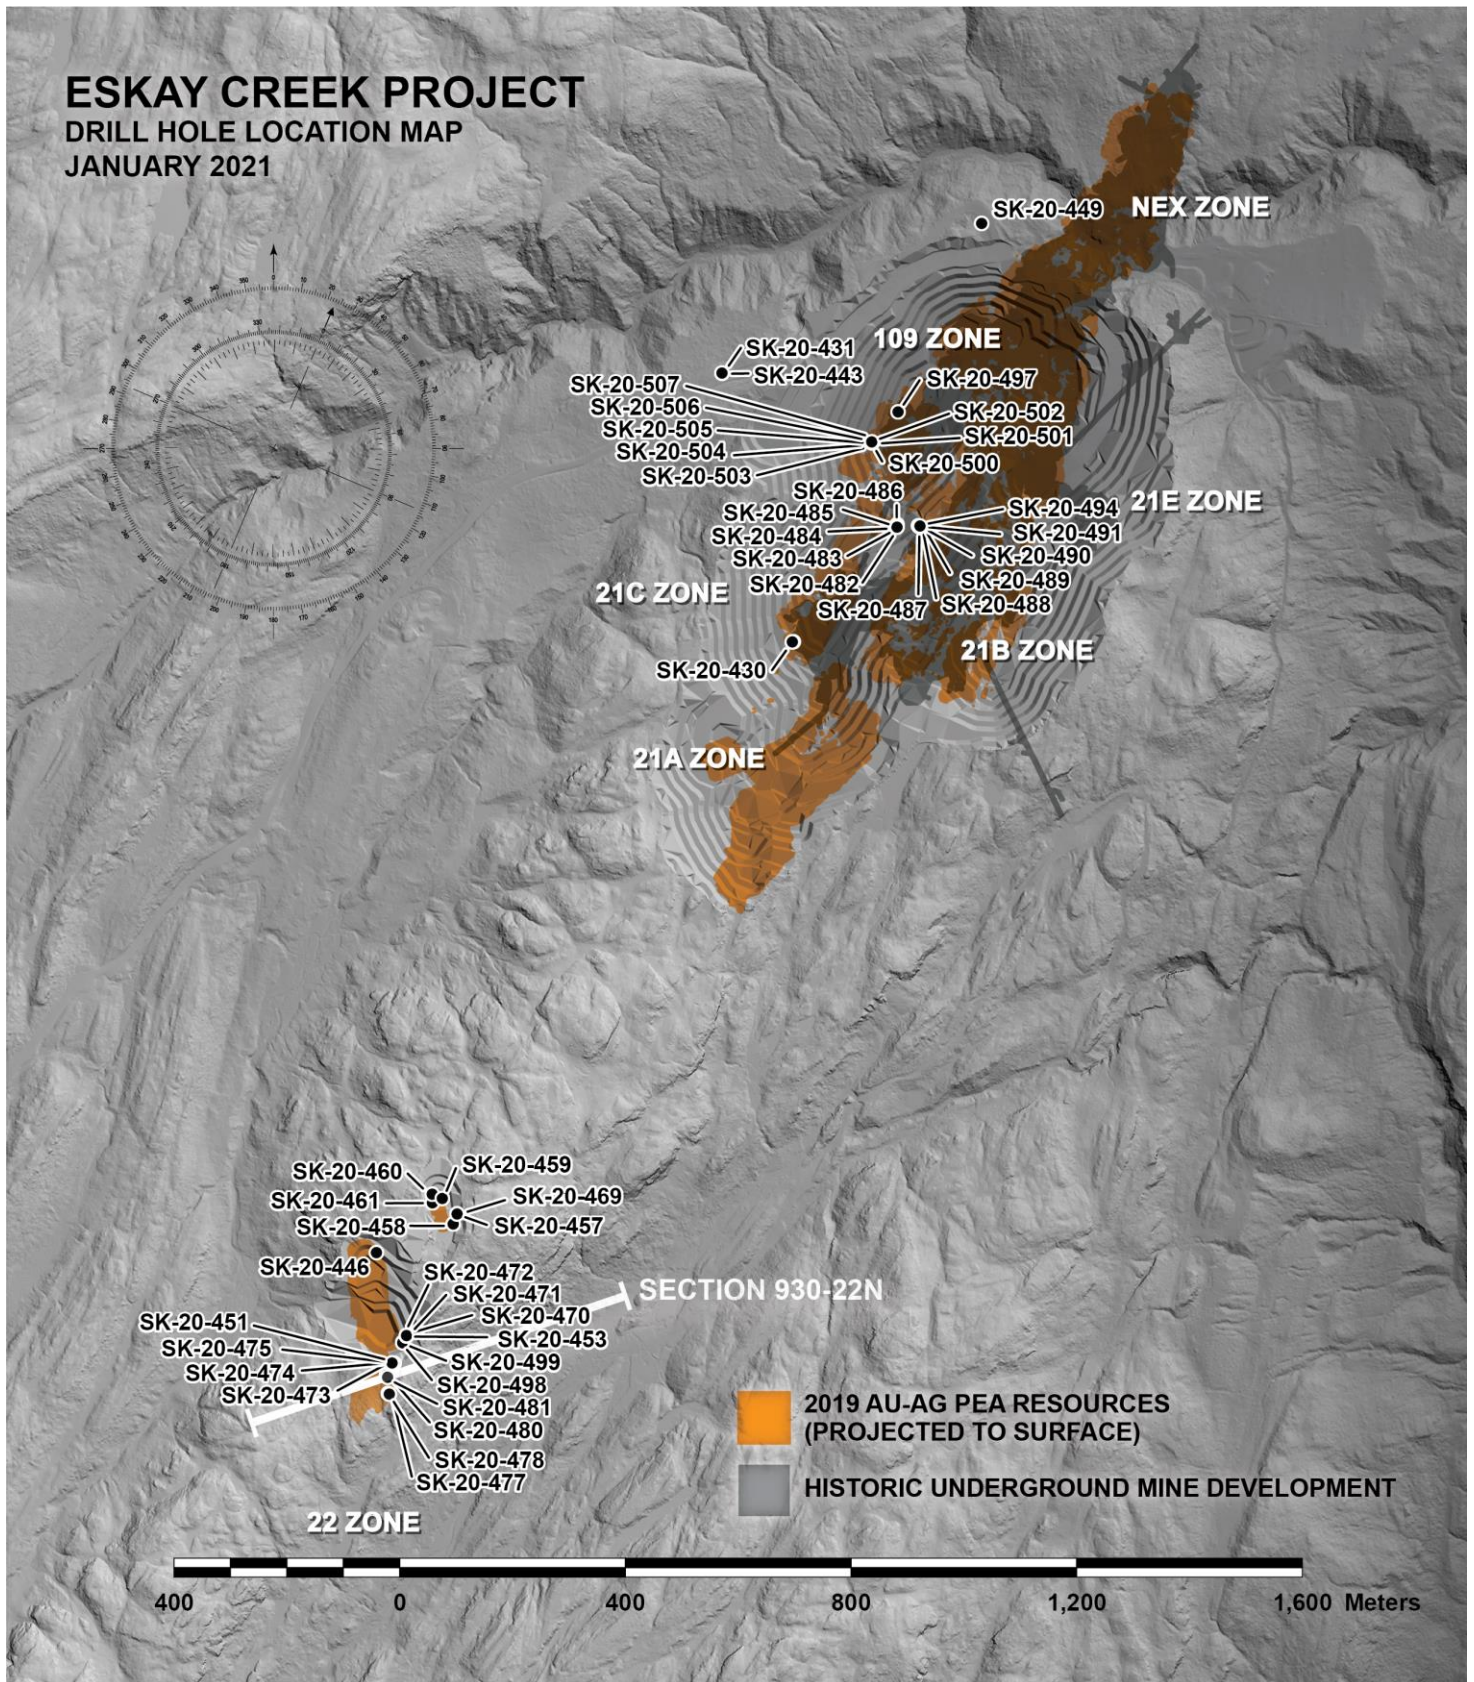 ESKAY CREEK PROJECT
DRILL HOLE LOCATION MAP
JANUARY 2021
SK-20-449
NEX ZONE
109 ZONE
SK-20-431
SK-20-443
SK-20-507
SK-20-497
SK-20-506
SK-20-502
SK-20-505
SK-20-501
SK-20-504
SK-20-500
SK-20-503
SK-20-486
21E ZONE
SK-20-485
SK-20-494
SK-20-484
SK-20-491
SK-20-483
SK-20-490
SK-20-482
SK-20-489
21C ZONE
SK-20-487
SK-20-488
21B ZONE
SK-20-430
21A ZONE
SK-20-460
SK-20-459
SK-20-461
SK-20-469
SK-20-458
SK-20-457
SK-20-446
SK-20-472
SK-20-471
SECTION 930-22N
SK-20-470
SK-20-451
SK-20-453
SK-20-475
SK-20-499
SK-20-474
SK-20-498
SK-20-473
SK-20-481
SK-20-480
SK-20-478
SK-20-477
22 ZONE
2019 AU-AG PEA RESOURCES
(PROJECTED TO SURFACE)
HISTORIC UNDERGROUND MINE DEVELOPMENT
400 0 400 800 1,200 1,600 Meters